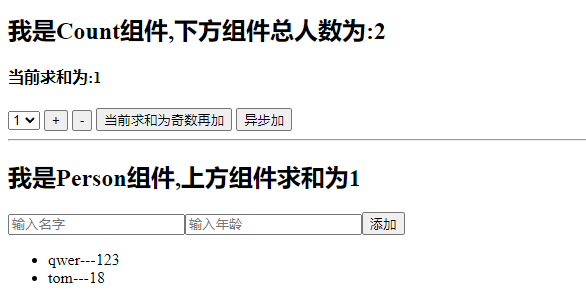 我是Count组件,下方组件总人数为:2
当前求和为:1
1 + - 当前求和为奇数再加 异步加
我是Person组件,上方组件求和为1
输入名字 输入年龄 添加
qwer---123
tom---18